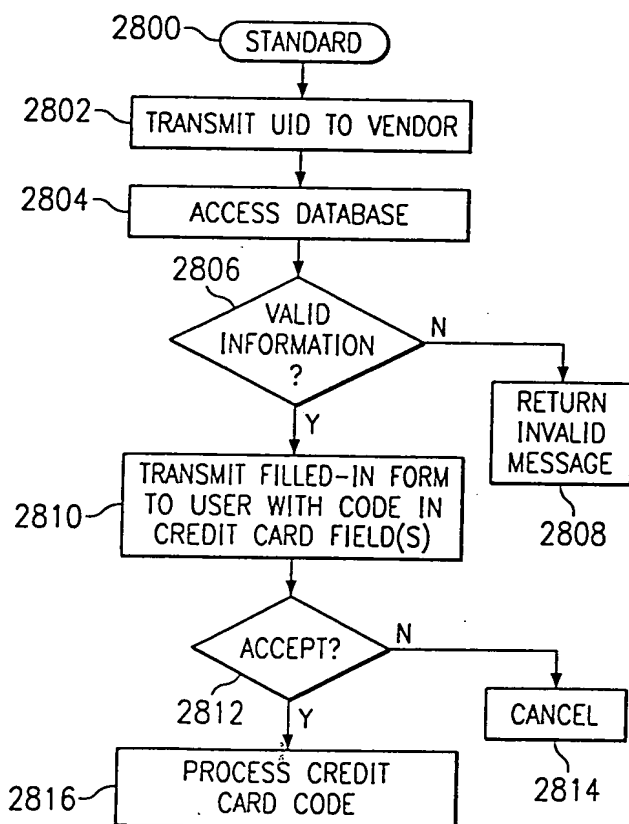 2800
STANDARD
2802
TRANSMIT UID TO VENDOR
2804
ACCESS DATABASE
2806
VALID
INFORMATION
?
N
Y
RETURN
INVALID
MESSAGE
2808
2810
TRANSMIT FILLED-IN FORM
TO USER WITH CODE IN
CREDIT CARD FIELD(S)
ACCEPT?
N
2812
Y
CANCEL
2814
2816
PROCESS CREDIT
CARD CODE